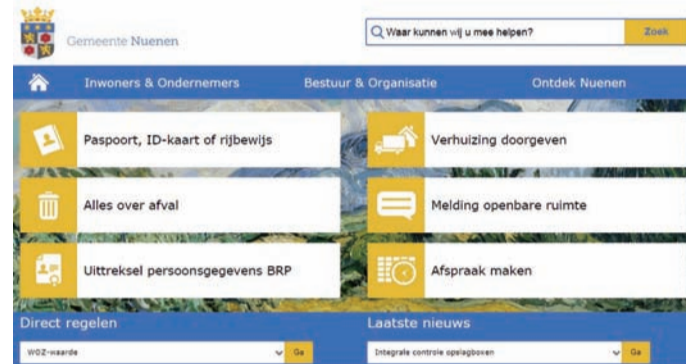 Gemeente Nuenen
Waar kunnen wij u mee helpen?
Zoek
Inwoners & Ondernemers
Bestuur & Organisatie
Ontdek Nuenen
Paspoort, ID-kaart of rijbewijs
Verhuizing doorgeven
Alles over afval
Melding openbare ruimte
Uittreksel persoonsgegevens BRP
Afspraak maken
Direct regelen
Laatste nieuws
WOZ-waarde
Ga
Integrale controle opslagboxen
Ga